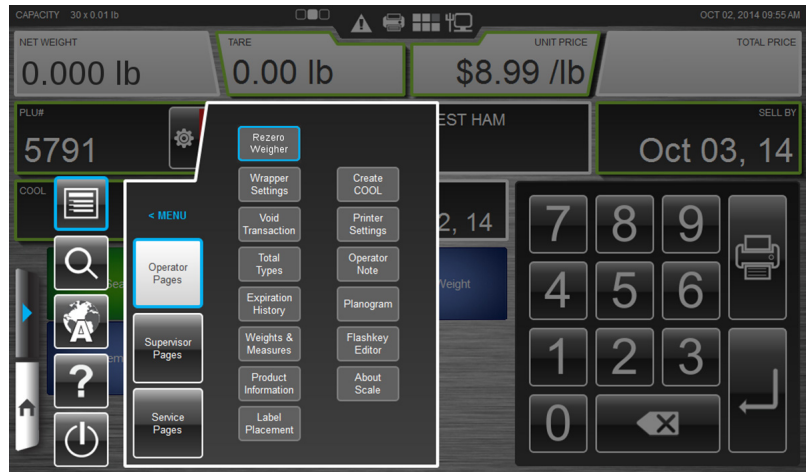 CAPACITY 30 x 0.01 lb
OCT 02, 2014 09:55 AM
NET WEIGHT
0.000 lb
TARE
0.00 lb
UNIT PRICE
$8.99 /lb
TOTAL PRICE
PLU#
5791
EST HAM
SELL BY
Oct 03, 14
COOL
2, 14
Sea
Weight
em
A
?
< MENU
Operator
Pages
Supervisor
Pages
Service
Pages
Rezero
Weigher
Wrapper
Settings
Create
COOL
Void
Transaction
Printer
Settings
Total
Types
Operator
Note
Expiration
History
Planogram
Weights &
Measures
Flashkey
Editor
Product
Information
About
Scale
Label
Placement
7 8 9
4 5 6
1 2 3
0